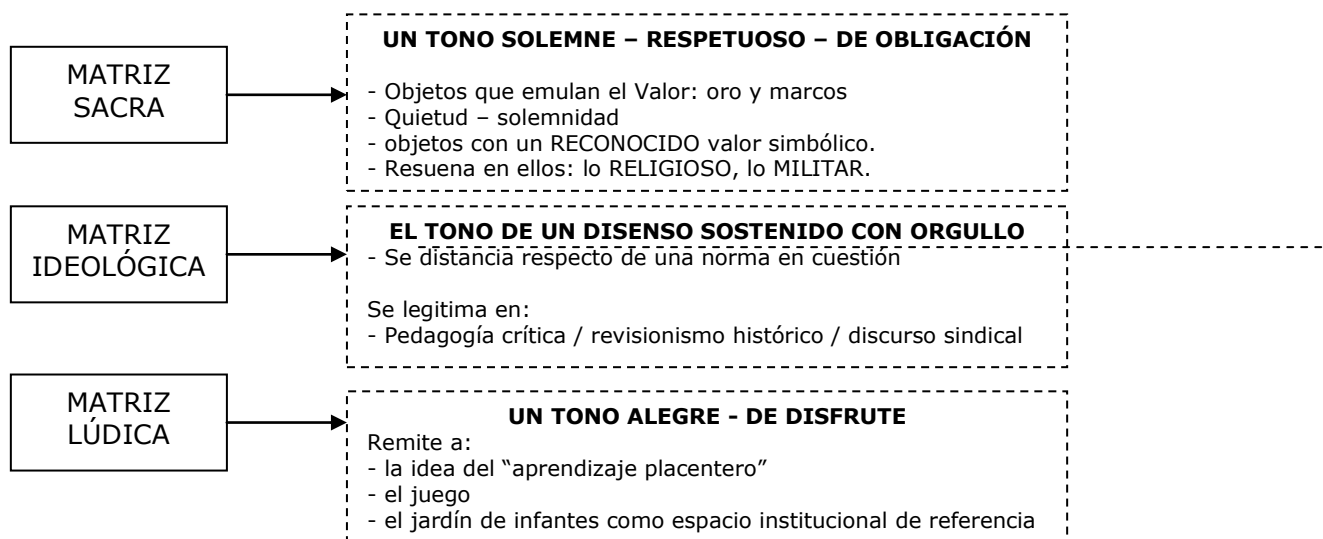 MATRIZ
SACRA
UN TONO SOLEMNE – RESPETUOSO – DE OBLIGACIÓN
- Objetos que emulan el Valor: oro y marcos
- Quietud – solemnidad
- objetos con un RECONOCIDO valor simbólico.
- Resuena en ellos: lo RELIGIOSO, lo MILITAR.
MATRIZ
IDEOLÓGICA
EL TONO DE UN DISENSO SOSTENIDO CON ORGULLO
- Se distancia respecto de una norma en cuestión
Se legitima en:
- Pedagogía crítica / revisionismo histórico / discurso sindical
MATRIZ
LÚDICA
UN TONO ALEGRE - DE DISFRUTE
Remite a:
- la idea del “aprendizaje placentero”
- el juego
- el jardín de infantes como espacio institucional de referencia